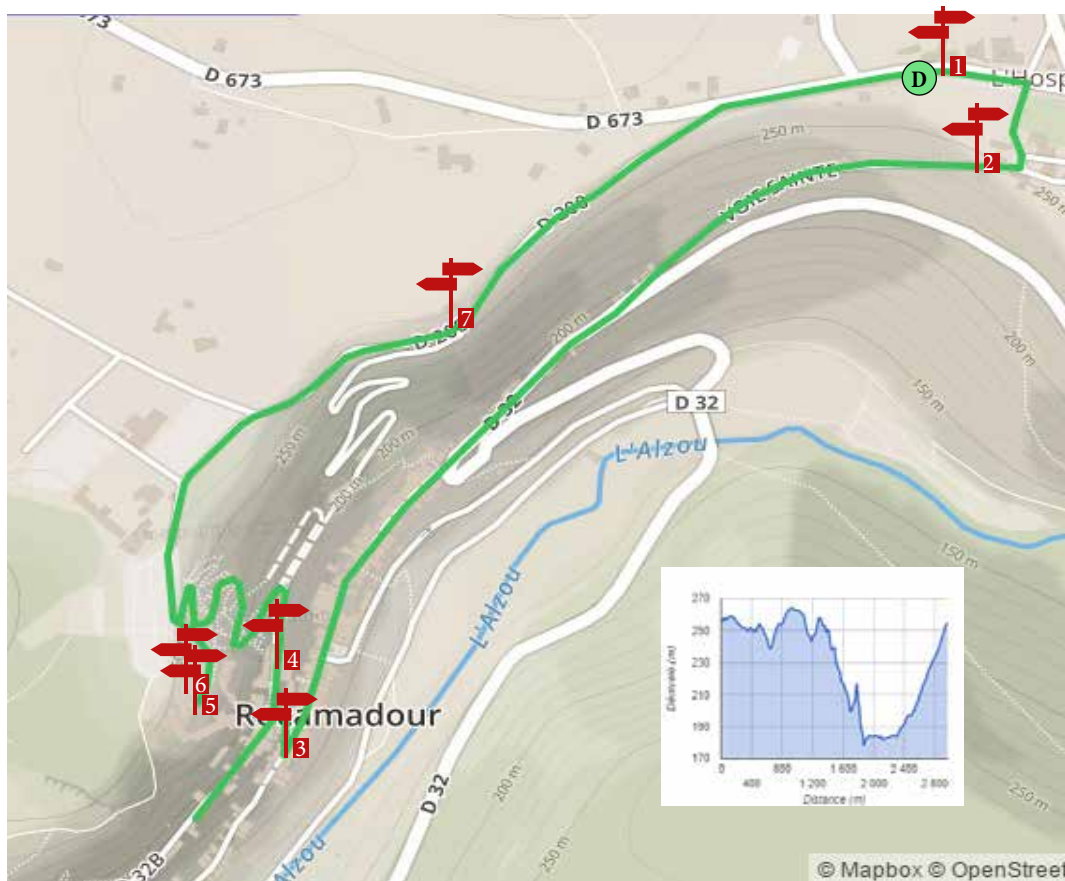 673
D 673
D
1
L'Hosp
D 673
250 m
2
VOIE SAINTE
250 m
D 200
7
D 200
200 m
200 m
D 32
D 32
150 m
250 m
200 m
L'Alzou
200 m
150 m
L'Alzou
4
6
5
Rocamadour
3
D 32
200 m
250 m
250 m
32B
Alzou
270
250
230
210
190
170
Dénivelé (m)
0
800
1 200
1 600
2 000
2 400
400
2 800
Distance (m)
© Mapbox © OpenStreet